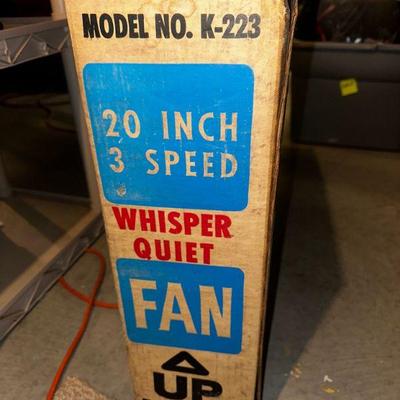 MODEL NO. K-223
20 INCH
3 SPEED
WHISPER
QUIET
FAN
UP